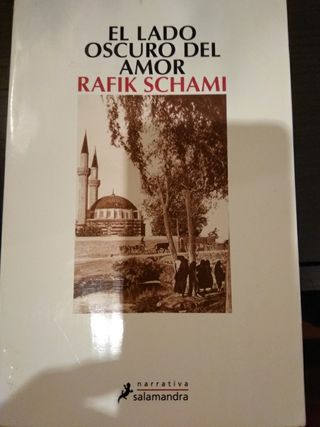 EL LADO
OSCURO DEL
AMOR
RAFIK SCHAMI
narrativa
salamandra